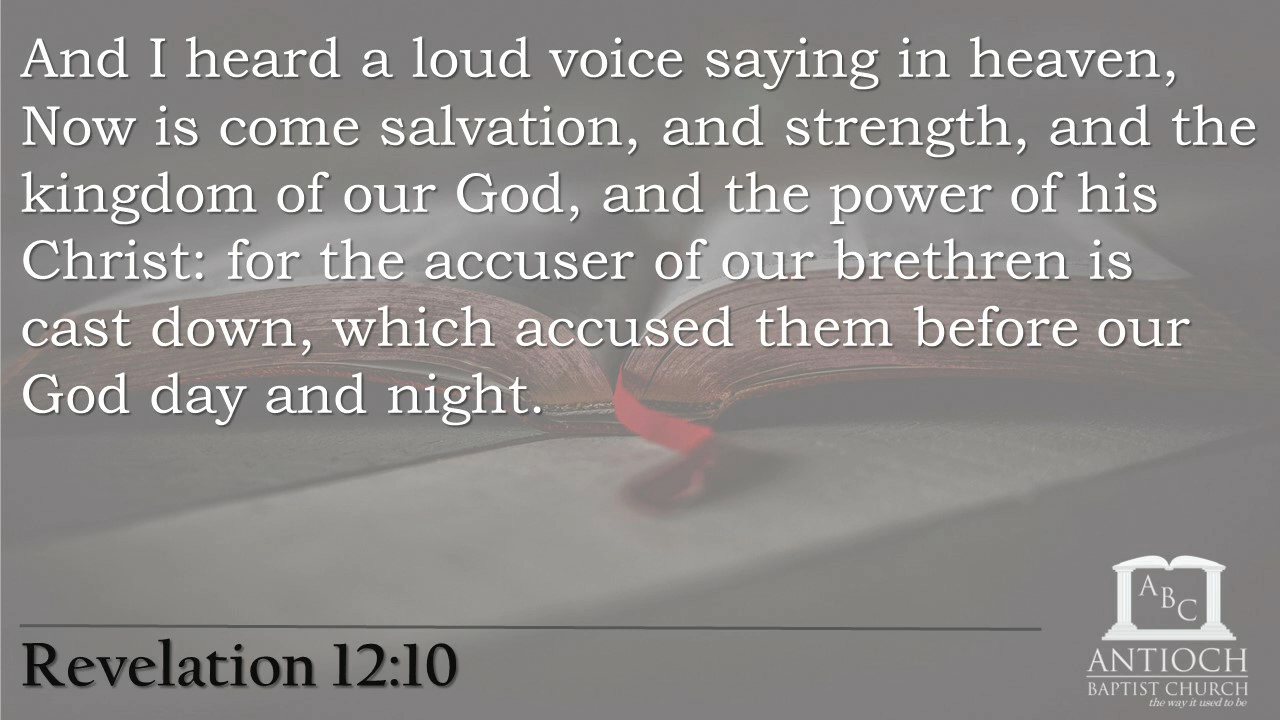 And I heard a loud voice saying in heaven,
Now is come salvation, and strength, and the
kingdom of our God, and the power of his
Christ: for the accuser of our brethren is
cast down, which accused them before our
God day and night.
Revelation 12:10
ABC
ANTIOCH
BAPTIST CHURCH
the way it used to be